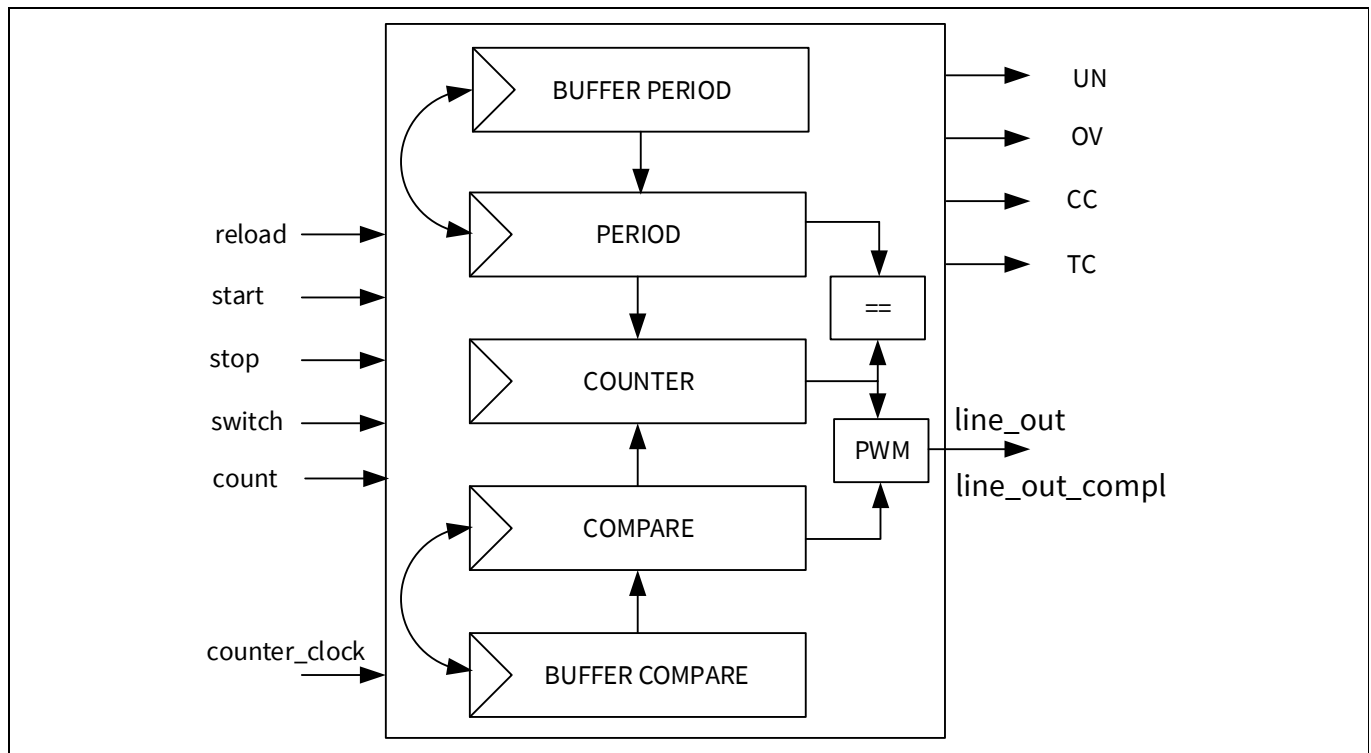 BUFFER PERIOD
UN
OV
CC
TC
reload
PERIOD
start
==
stop
COUNTER
switch
line_out
PWM
count
line_out_compl
COMPARE
counter_clock
BUFFER COMPARE